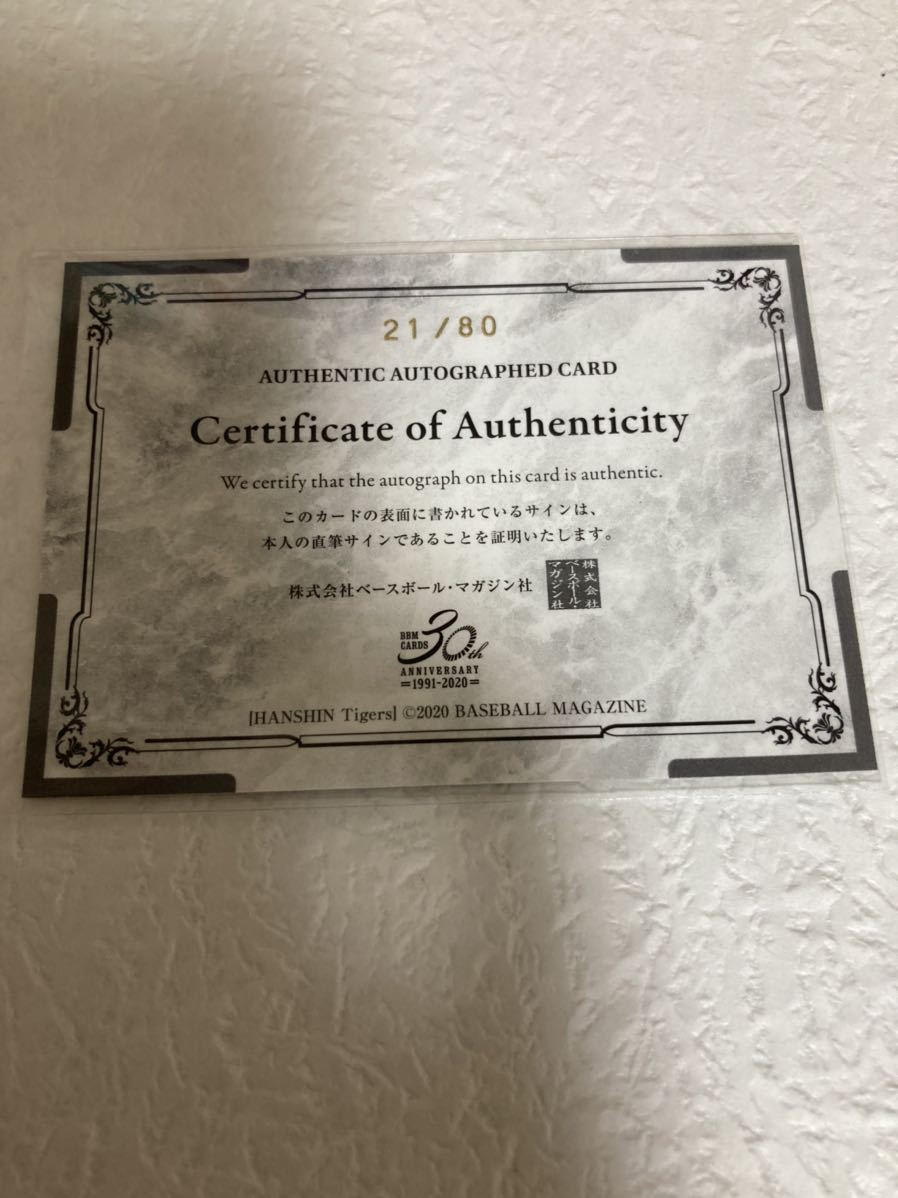 21/80
AUTHENTIC AUTOGRAPHED CARD
Certificate of Authenticity
We certify that the autograph on this card is authentic.
このカードの表面に書かれているサインは、
本人の直筆サインであることを証明いたします。
株式会社ベースボール・マガジン社
株式会社
ベースボール・
マガジン社
BBM
CARDS
30th
ANNIVERSARY
=1991-2020=
[HANSHIN Tigers] ©2020 BASEBALL MAGAZINE